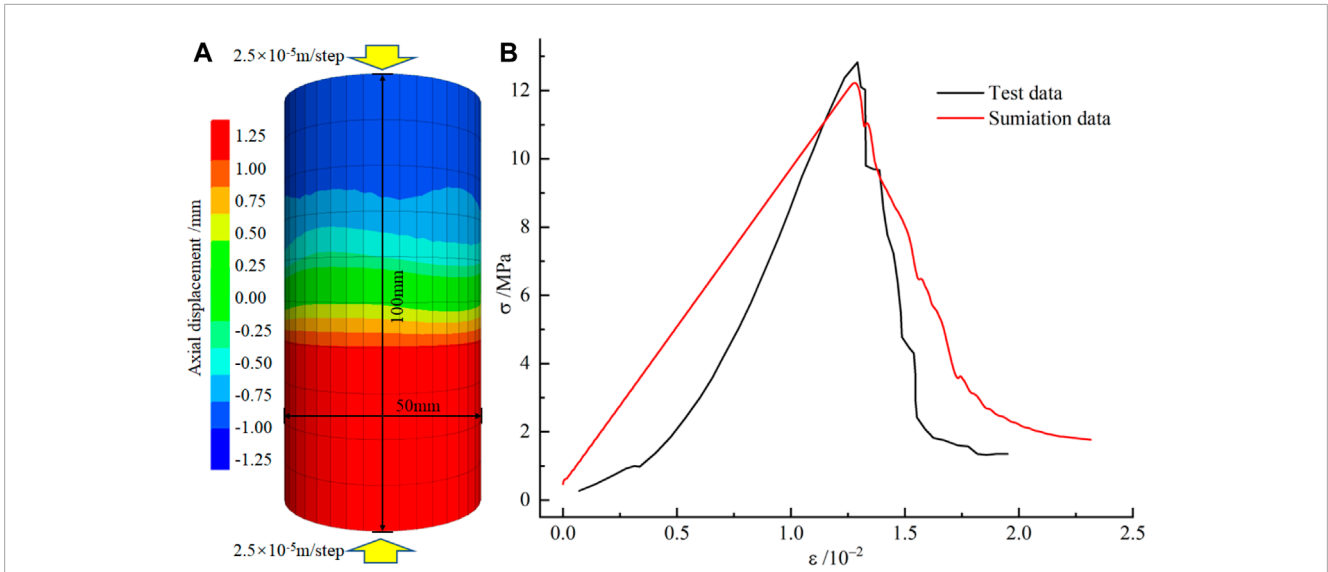 A
2.5×10⁻⁵m/step
Axial displacement /mm
1.25
1.00
0.75
0.50
0.25
0.00
-0.25
-0.50
-0.75
-1.00
-1.25
100mm
50mm
2.5×10⁻⁵m/step
B
σ /MPa
12
10
8
6
4
2
0
Test data
Sumiation data
0.0
0.5
1.0
1.5
2.0
2.5
ε /10⁻²